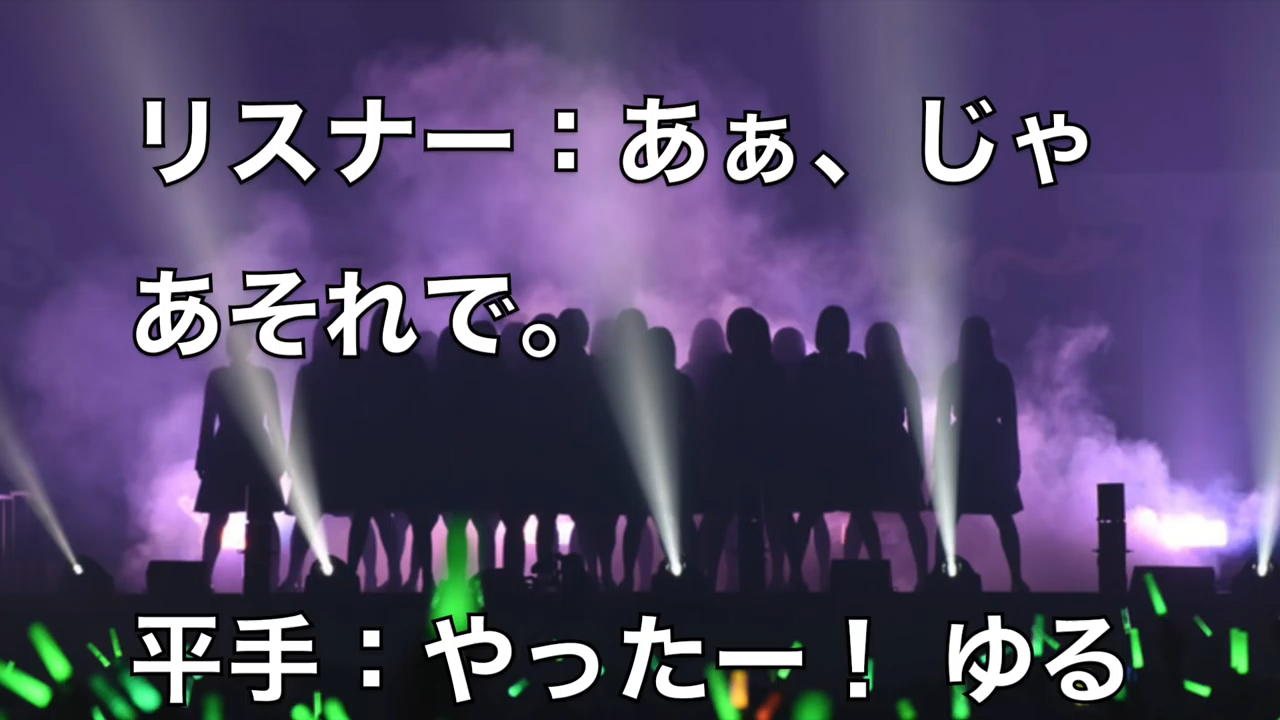 リスナー：あぁ、じゃ
あそれで。
平手：やったー！ ゆる